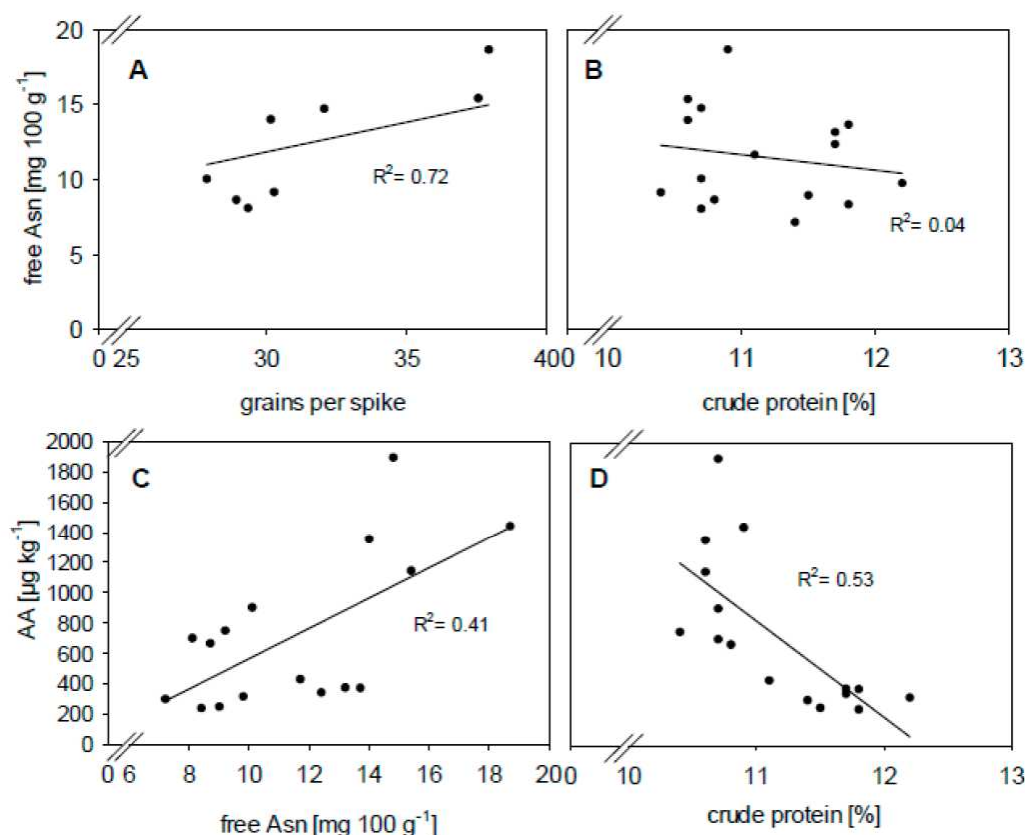 20
15
10
5
0
free Asn [mg 100 g⁻¹]
A
R²= 0.72
0 25 30 35 40
grains per spike
B
R²= 0.04
0 10 11 12 13
crude protein [%]
2000
1800
1600
1400
1200
1000
800
600
400
200
0
AA [µg kg⁻¹]
C
R²= 0.41
0 6 8 10 12 14 16 18 20
free Asn [mg 100 g⁻¹]
D
R²= 0.53
0 10 11 12 13
crude protein [%]